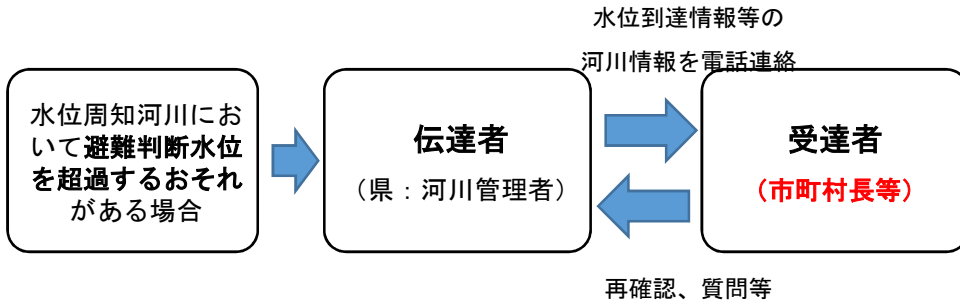 水位到達情報等の
河川情報を電話連絡
水位周知河川にお
いて避難判断水位
を超過するおそれ
がある場合
伝達者
（県：河川管理者）
受達者
（市町村長等）
再確認、質問等